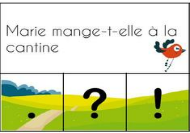 Marie mange-t-elle à la
cantine
. ? !